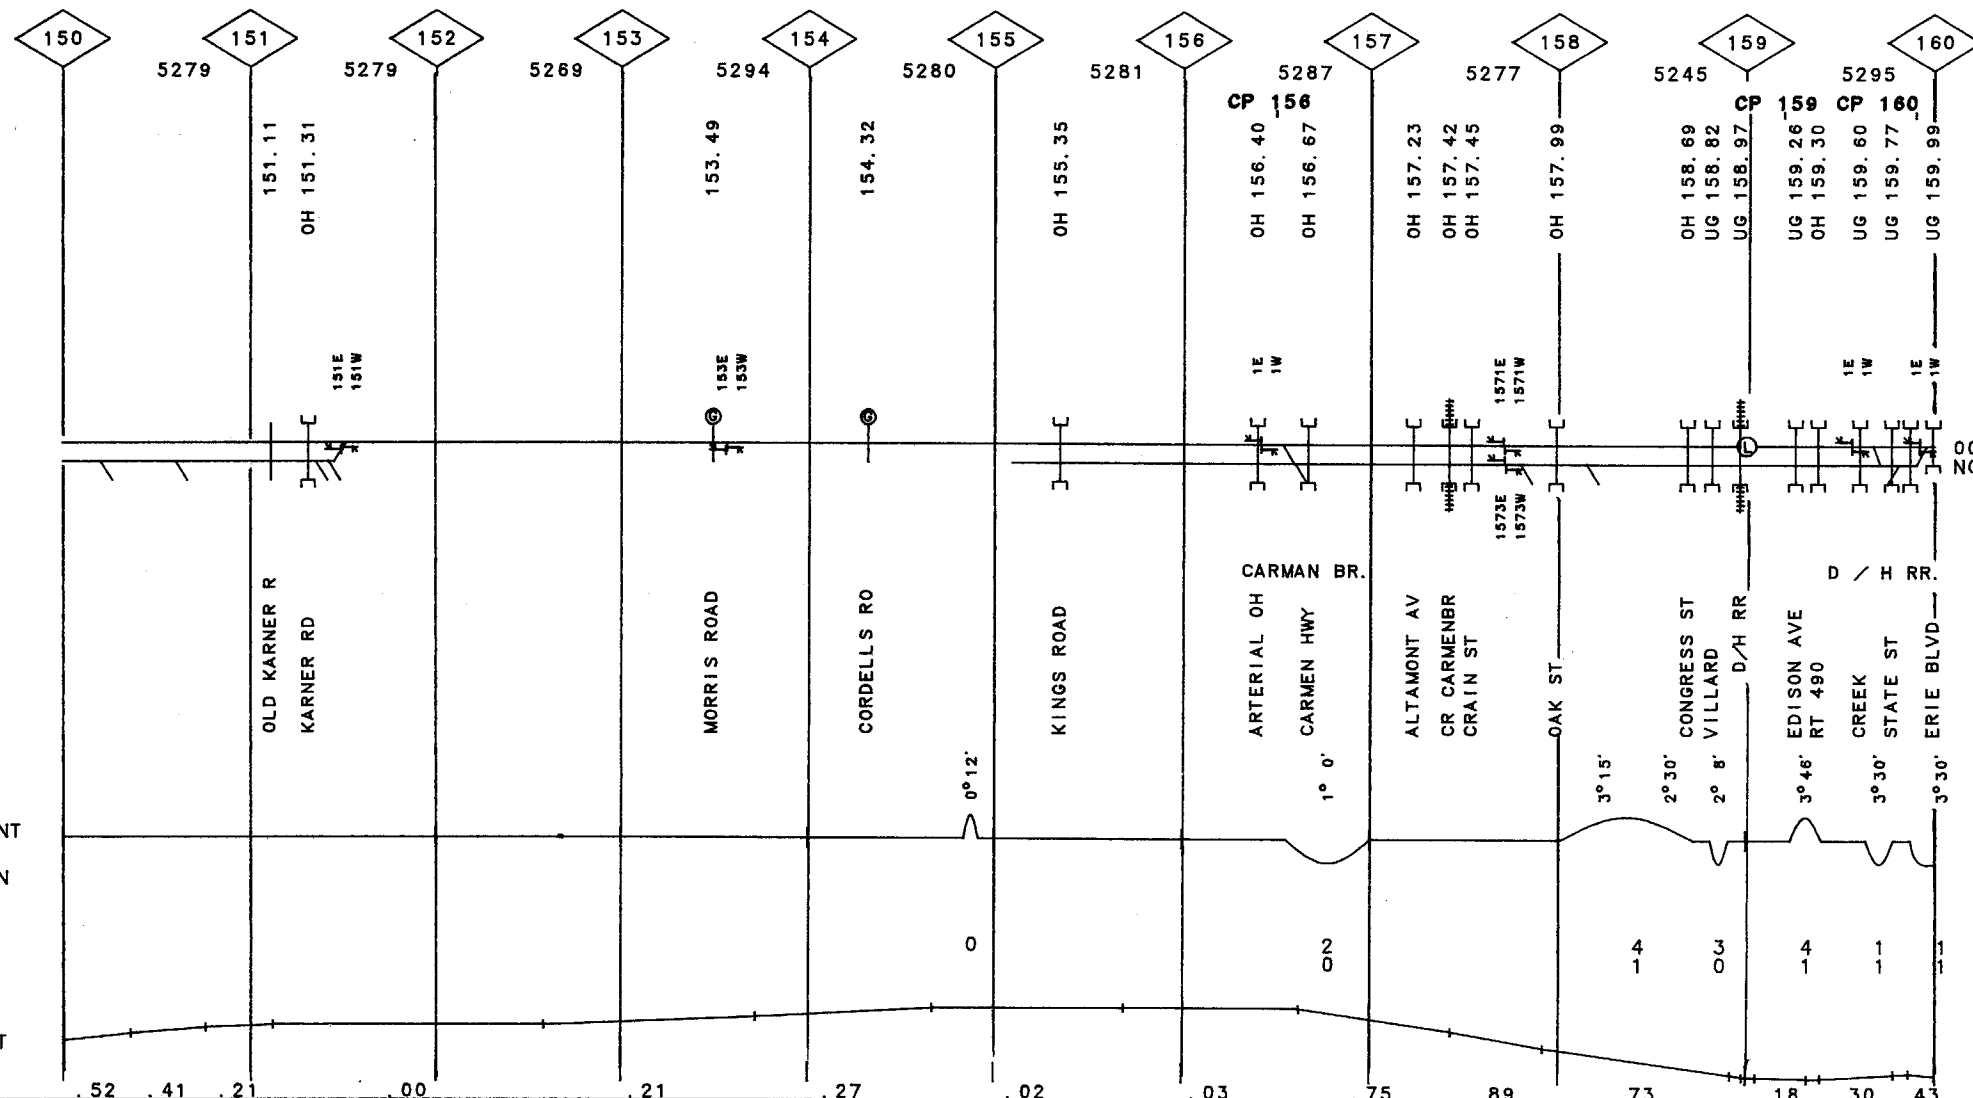 150 151 152 153 154 155 156 157 158 159 160
5279 5279 5269 5294 5280 5281 5287 5277 5245 5295
CP 156 CP 159 CP 160
151.11
OH 151.31
153.49
154.32
OH 155.35
OH 156.40
OH 156.67
OH 157.23
OH 157.42
OH 157.45
OH 157.99
OH 158.69
UG 158.82
UG 158.97
UG 159.26
OH 159.30
UG 159.60
UG 159.77
UG 159.99
151E
151W
153E
153W
1E
1W
1571E
1571W
1E
1W
1E
1W
G G L
1573E
1573W
CARMAN BR. D / H RR.
OLD KARNER R
KARNER RD
MORRIS ROAD
CORDELLS RO
KINGS ROAD
ARTERIAL OH
CARMEN HWY
ALTAMONT AV
CR CARMENBR
CRAIN ST
OAK ST
CONGRESS ST
VILLARD
D/H RR
EDISON AVE
RT 490
CREEK
STATE ST
ERIE BLVD
0°12' 1° 0' 3°15' 2°30' 2° 8' 3°46' 3°30' 3°30'
NT
N
0 2 4 3 4 1 1
0 1 0 1 1 1
T
.52 .41 .21 .00 .21 .27 .02 .03 .75 .89 .73 .18 .30 .43